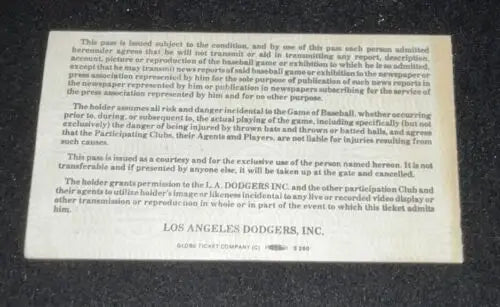 This pass is issued subject to the condition, and by use of this pass each person admitted
hereunder agrees that he will not transmit or aid in transmitting any report, description,
account, picture or reproduction of the baseball game or exhibition to which he is so admitted,
except that he may transmit news reports of said baseball game or exhibition to the newspaper or
press association represented by him for the sole purpose of publication of such news reports in
the newspaper represented by him or publication in newspapers subscribing for the service of
the press association represented by him and for no other purpose.
The holder assumes all risk and danger incidental to the Game of Baseball, whether occurring
prior to, during, or subsequent to, the actual playing of the game, including specifically (but not
exclusively) the danger of being injured by thrown bats and thrown or batted balls, and agrees
that the Participating Clubs, their Agents and Players, are not liable for injuries resulting from
such causes.
This pass is issued as a courtesy and for the exclusive use of the person named hereon. It is not
transferable and if presented by anyone else, it will be taken up at the gate and cancelled.
The holder grants permission to the L.A. DODGERS INC. and the other participation Club and
their agents to utilize holder's image or likeness incidental to any live or recorded video display or
other transmission or reproduction in whole or in part of the event to which this ticket admits
him.
LOS ANGELES DODGERS, INC.
GLOBE TICKET COMPANY (C) S 260